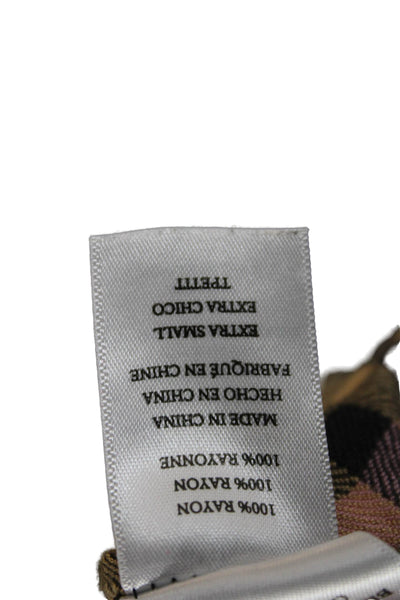 100% RAYON
100% RAYON
100% RAYONNE
MADE IN CHINA
HECHO EN CHINA
FABRIQUÉ EN CHINE
EXTRA SMALL
EXTRA CHICO
TPETIT